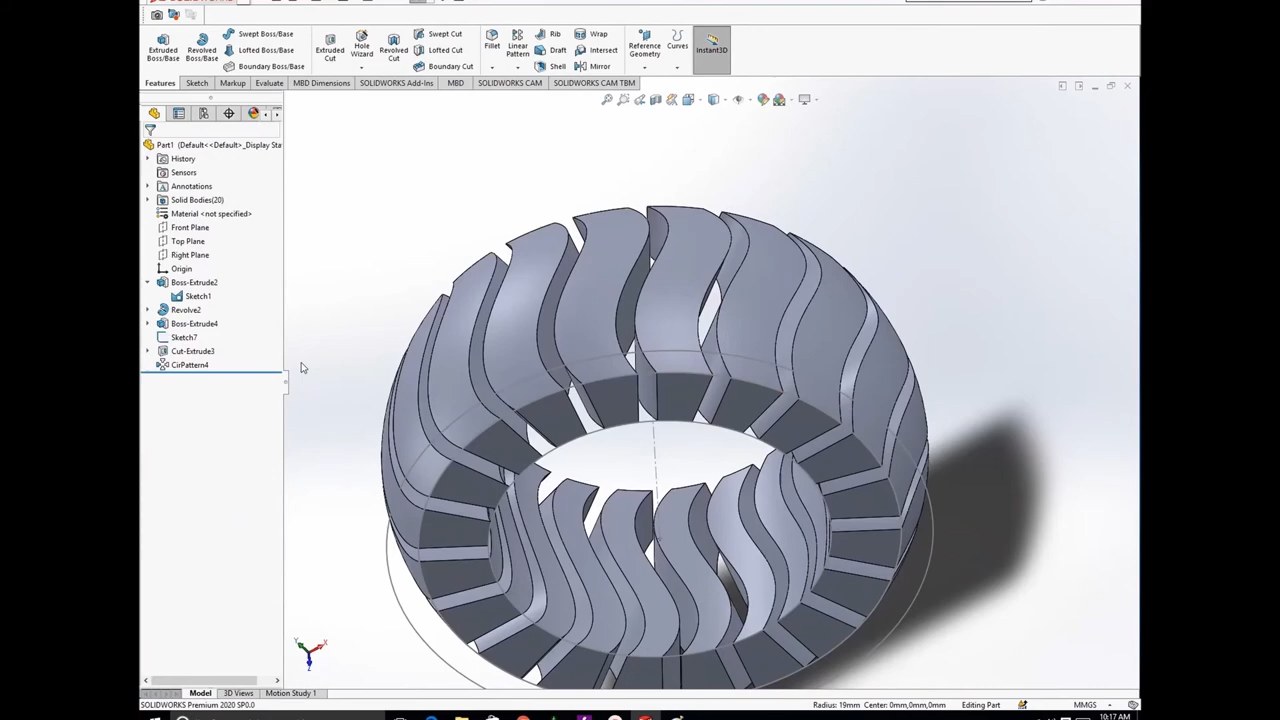 Extruded Boss/Base
Revolved Boss/Base
Swept Boss/Base
Lofted Boss/Base
Boundary Boss/Base
Extruded Cut
Hole Wizard
Revolved Cut
Swept Cut
Lofted Cut
Boundary Cut
Fillet
Linear Pattern
Rib
Draft
Shell
Wrap
Intersect
Mirror
Reference Geometry
Curves
Instant3D
Features Sketch Markup Evaluate MBD Dimensions SOLIDWORKS Add-Ins MBD SOLIDWORKS CAM SOLIDWORKS CAM TBM
Part1 (Default<<Default>_Display Sta
History
Sensors
Annotations
Solid Bodies(20)
Material <not specified>
Front Plane
Top Plane
Right Plane
Origin
Boss-Extrude2
Sketch1
Revolve2
Boss-Extrude4
Sketch7
Cut-Extrude3
CirPattern4
Y X
Z
Model 3D Views Motion Study 1
SOLIDWORKS Premium 2020 SP0.0 Radius: 19mm Center: 0mm,0mm,0mm Editing Part MMGS
10:17 AM